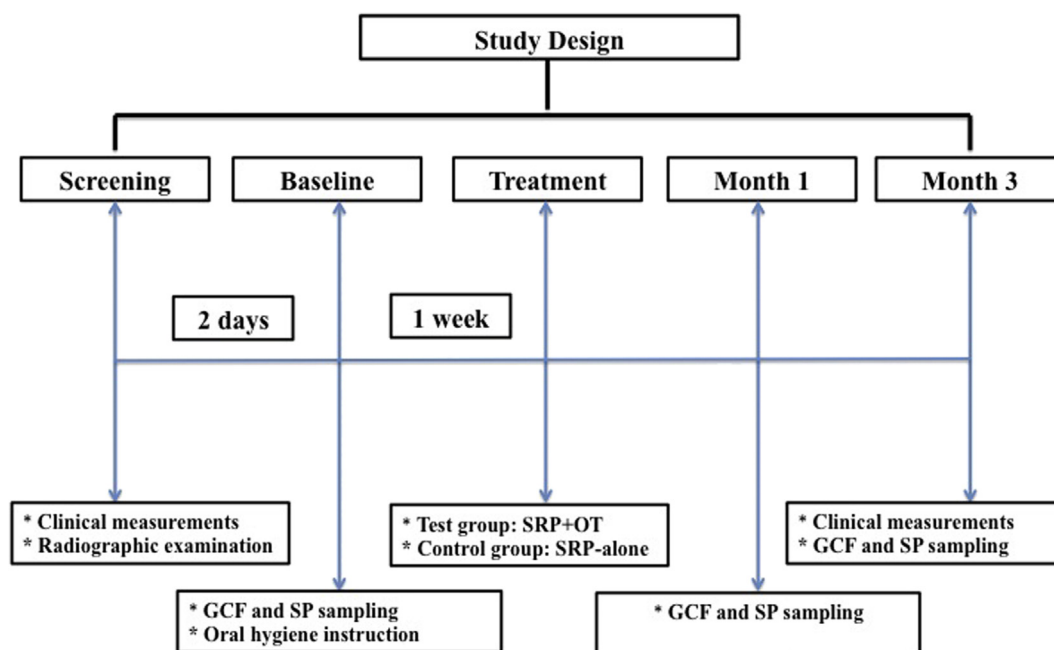 Study Design
Screening
Baseline
Treatment
Month 1
Month 3
2 days
1 week
* Clinical measurements
* Radiographic examination
* Test group: SRP+OT
* Control group: SRP-alone
* Clinical measurements
* GCF and SP sampling
* GCF and SP sampling
* Oral hygiene instruction
* GCF and SP sampling